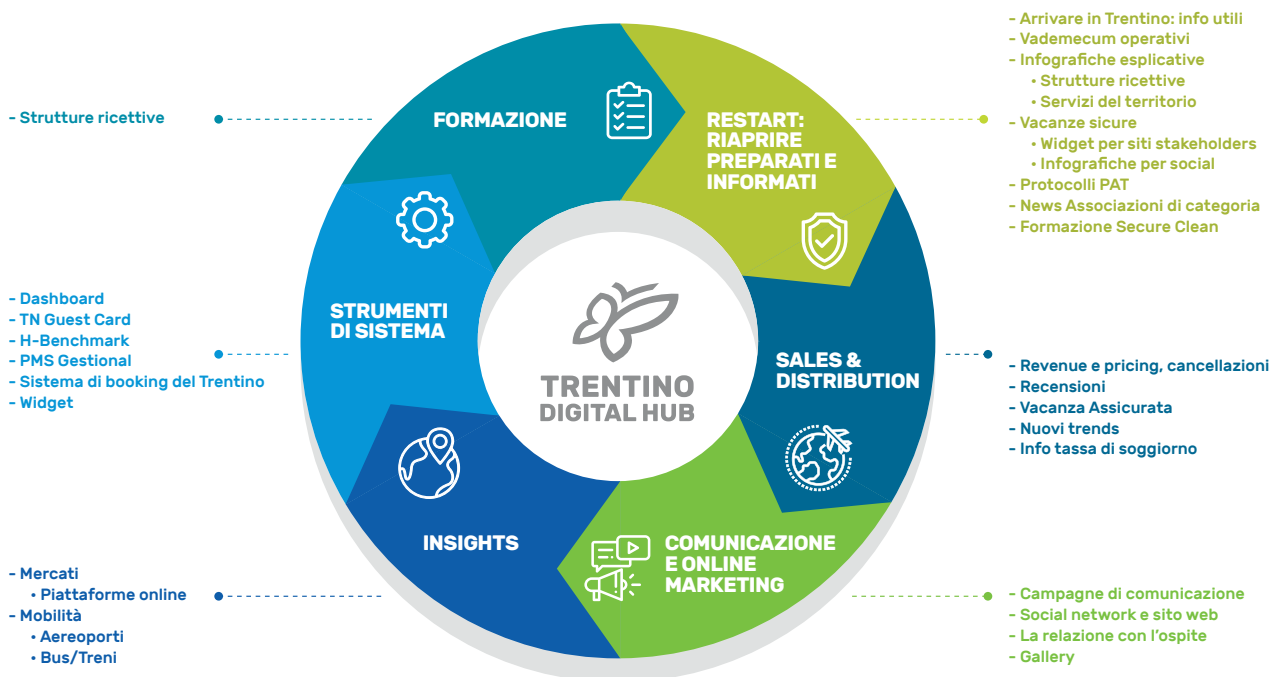 FORMAZIONE
- Strutture ricettive
RESTART:
RIAPRIRE
PREPARATI E
INFORMATI
- Arrivare in Trentino: info utili
- Vademecum operativi
- Infografiche esplicative
• Strutture ricettive
• Servizi del territorio
- Vacanze sicure
• Widget per siti stakeholders
• Infografiche per social
- Protocolli PAT
- News Associazioni di categoria
- Formazione Secure Clean
SALES &
DISTRIBUTION
- Revenue e pricing, cancellazioni
- Recensioni
- Vacanza Assicurata
- Nuovi trends
- Info tassa di soggiorno
COMUNICAZIONE
E ONLINE
MARKETING
- Campagne di comunicazione
- Social network e sito web
- La relazione con l'ospite
- Gallery
INSIGHTS
- Mercati
• Piattaforme online
- Mobilità
• Aereoporti
• Bus/Treni
STRUMENTI
DI SISTEMA
- Dashboard
- TN Guest Card
- H-Benchmark
- PMS Gestional
- Sistema di booking del Trentino
- Widget
TRENTINO
DIGITAL HUB